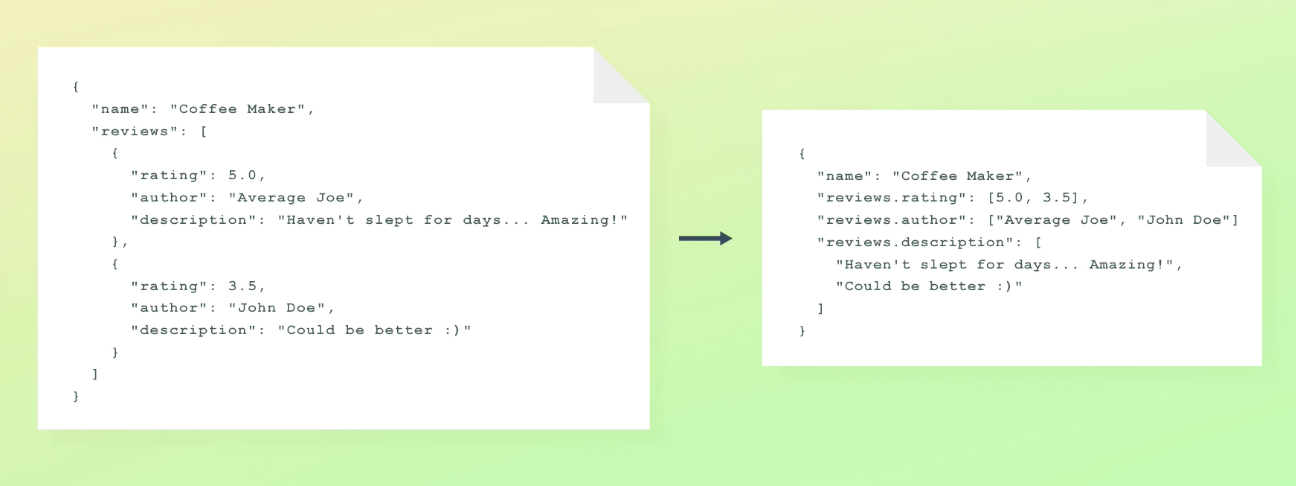 {
"name": "Coffee Maker",
"reviews": [
{
"rating": 5.0,
"author": "Average Joe",
"description": "Haven't slept for days... Amazing!"
},
{
"rating": 3.5,
"author": "John Doe",
"description": "Could be better :)"
}
]
}
{
"name": "Coffee Maker",
"reviews.rating": [5.0, 3.5],
"reviews.author": ["Average Joe", "John Doe"]
"reviews.description": [
"Haven't slept for days... Amazing!",
"Could be better :)"
]
}